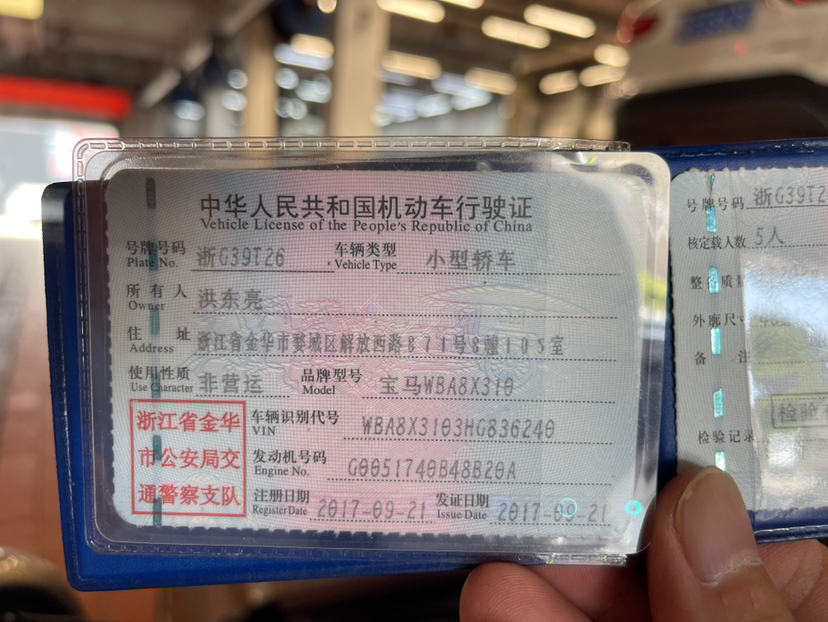 中华人民共和国机动车行驶证
Vehicle License of the People's Republic of China
号牌号码 浙G39T26 车辆类型 小型轿车
Plate No. Vehicle Type
所有人 洪东亮
Owner
住址 浙江省金华市婺城区解放西路871号8幢105室
Address
使用性质 非营运 品牌型号 宝马WBA8X310
Use Character Model
浙江省金华
市公安局交
通警察支队
车辆识别代号 WBA8X3103HG836240
VIN
发动机号码 G0051740B48B20A
Engine No.
注册日期 2017-09-21 发证日期 2017-09-21
Register Date Issue Date
号牌号码 浙G39T2
核定载人数 5人
整备质量
外廓尺寸
备注
检验
检验记录